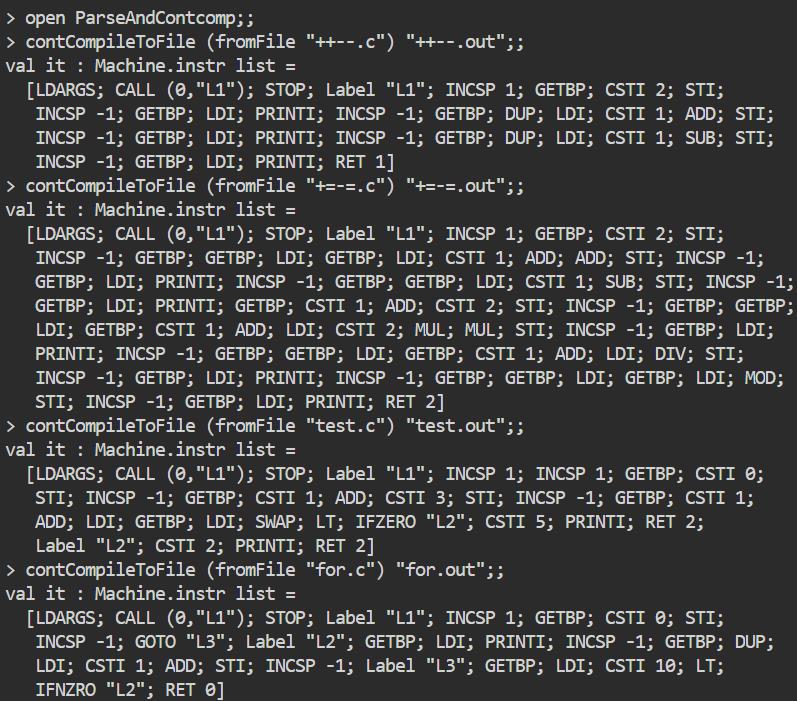 > open ParseAndContcomp;;
> contCompileToFile (fromFile "++--.c") "++--.out";;
val it : Machine.instr list =
  [LDARGS; CALL (0,"L1"); STOP; Label "L1"; INCSP 1; GETBP; CSTI 2; STI;
   INCSP -1; GETBP; LDI; PRINTI; INCSP -1; GETBP; DUP; LDI; CSTI 1; ADD; STI;
   INCSP -1; GETBP; LDI; PRINTI; INCSP -1; GETBP; DUP; LDI; CSTI 1; SUB; STI;
   INCSP -1; GETBP; LDI; PRINTI; RET 1]
> contCompileToFile (fromFile "+=-=.c") "+=-=.out";;
val it : Machine.instr list =
  [LDARGS; CALL (0,"L1"); STOP; Label "L1"; INCSP 1; GETBP; CSTI 2; STI;
   INCSP -1; GETBP; GETBP; LDI; GETBP; LDI; CSTI 1; ADD; ADD; STI; INCSP -1;
   GETBP; LDI; PRINTI; INCSP -1; GETBP; GETBP; LDI; CSTI 1; SUB; STI; INCSP -1;
   GETBP; LDI; PRINTI; GETBP; CSTI 1; ADD; CSTI 2; STI; INCSP -1; GETBP; GETBP;
   LDI; GETBP; CSTI 1; ADD; LDI; CSTI 2; MUL; MUL; STI; INCSP -1; GETBP; LDI;
   PRINTI; INCSP -1; GETBP; GETBP; LDI; GETBP; CSTI 1; ADD; LDI; DIV; STI;
   INCSP -1; GETBP; LDI; PRINTI; INCSP -1; GETBP; GETBP; LDI; GETBP; LDI; MOD;
   STI; INCSP -1; GETBP; LDI; PRINTI; RET 2]
> contCompileToFile (fromFile "test.c") "test.out";;
val it : Machine.instr list =
  [LDARGS; CALL (0,"L1"); STOP; Label "L1"; INCSP 1; INCSP 1; GETBP; CSTI 0;
   STI; INCSP -1; GETBP; CSTI 1; ADD; CSTI 3; STI; INCSP -1; GETBP; CSTI 1;
   ADD; LDI; GETBP; LDI; SWAP; LT; IFZERO "L2"; CSTI 5; PRINTI; RET 2;
   Label "L2"; CSTI 2; PRINTI; RET 2]
> contCompileToFile (fromFile "for.c") "for.out";;
val it : Machine.instr list =
  [LDARGS; CALL (0,"L1"); STOP; Label "L1"; INCSP 1; GETBP; CSTI 0; STI;
   INCSP -1; GOTO "L3"; Label "L2"; GETBP; LDI; PRINTI; INCSP -1; GETBP; DUP;
   LDI; CSTI 1; ADD; STI; INCSP -1; Label "L3"; GETBP; LDI; CSTI 10; LT;
   IFNZRO "L2"; RET 0]